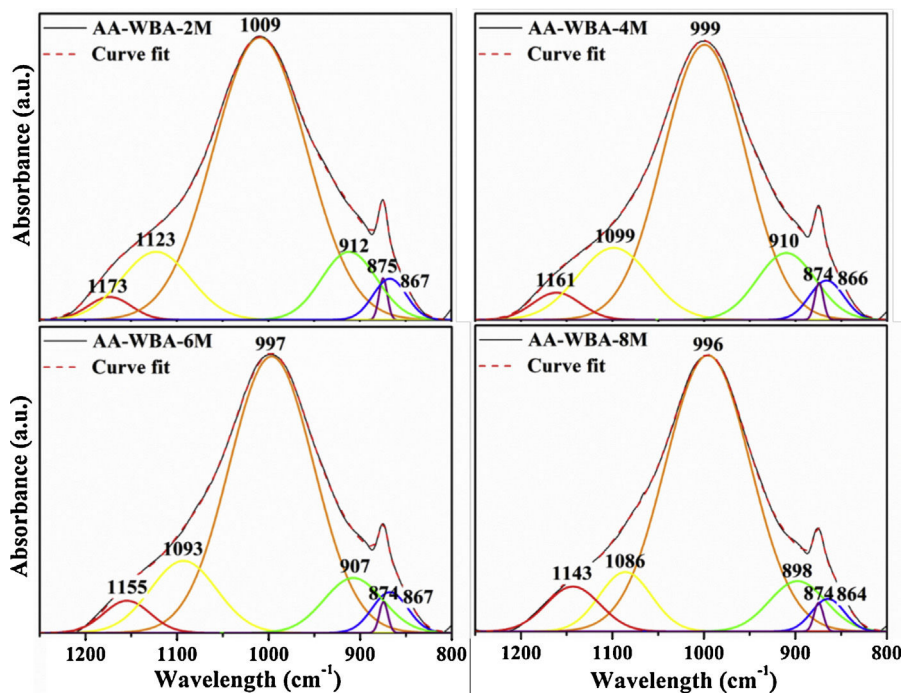 AA-WBA-2M
Curve fit
1009
1173
1123
912
875
867
AA-WBA-4M
Curve fit
999
1161
1099
910
874
866
Absorbance (a.u.)
AA-WBA-6M
Curve fit
997
1155
1093
907
874
867
AA-WBA-8M
Curve fit
996
1143
1086
898
874
864
Absorbance (a.u.)
1200 1100 1000 900 800
1200 1100 1000 900 800
Wavelength (cm⁻¹)
Wavelength (cm⁻¹)